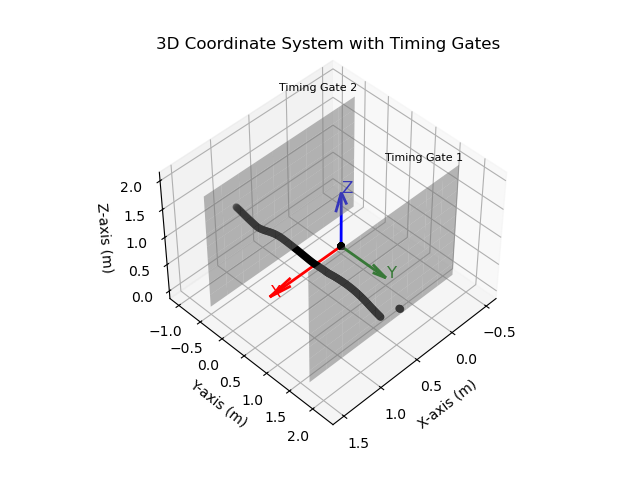 3D Coordinate System with Timing Gates
Timing Gate 2
Timing Gate 1
Z
Y
X
2.0
1.5
1.0
0.5
0.0
Z-axis (m)
−1.0
−0.5
0.0
0.5
1.0
1.5
2.0
Y-axis (m)
−0.5
0.0
0.5
1.0
1.5
X-axis (m)